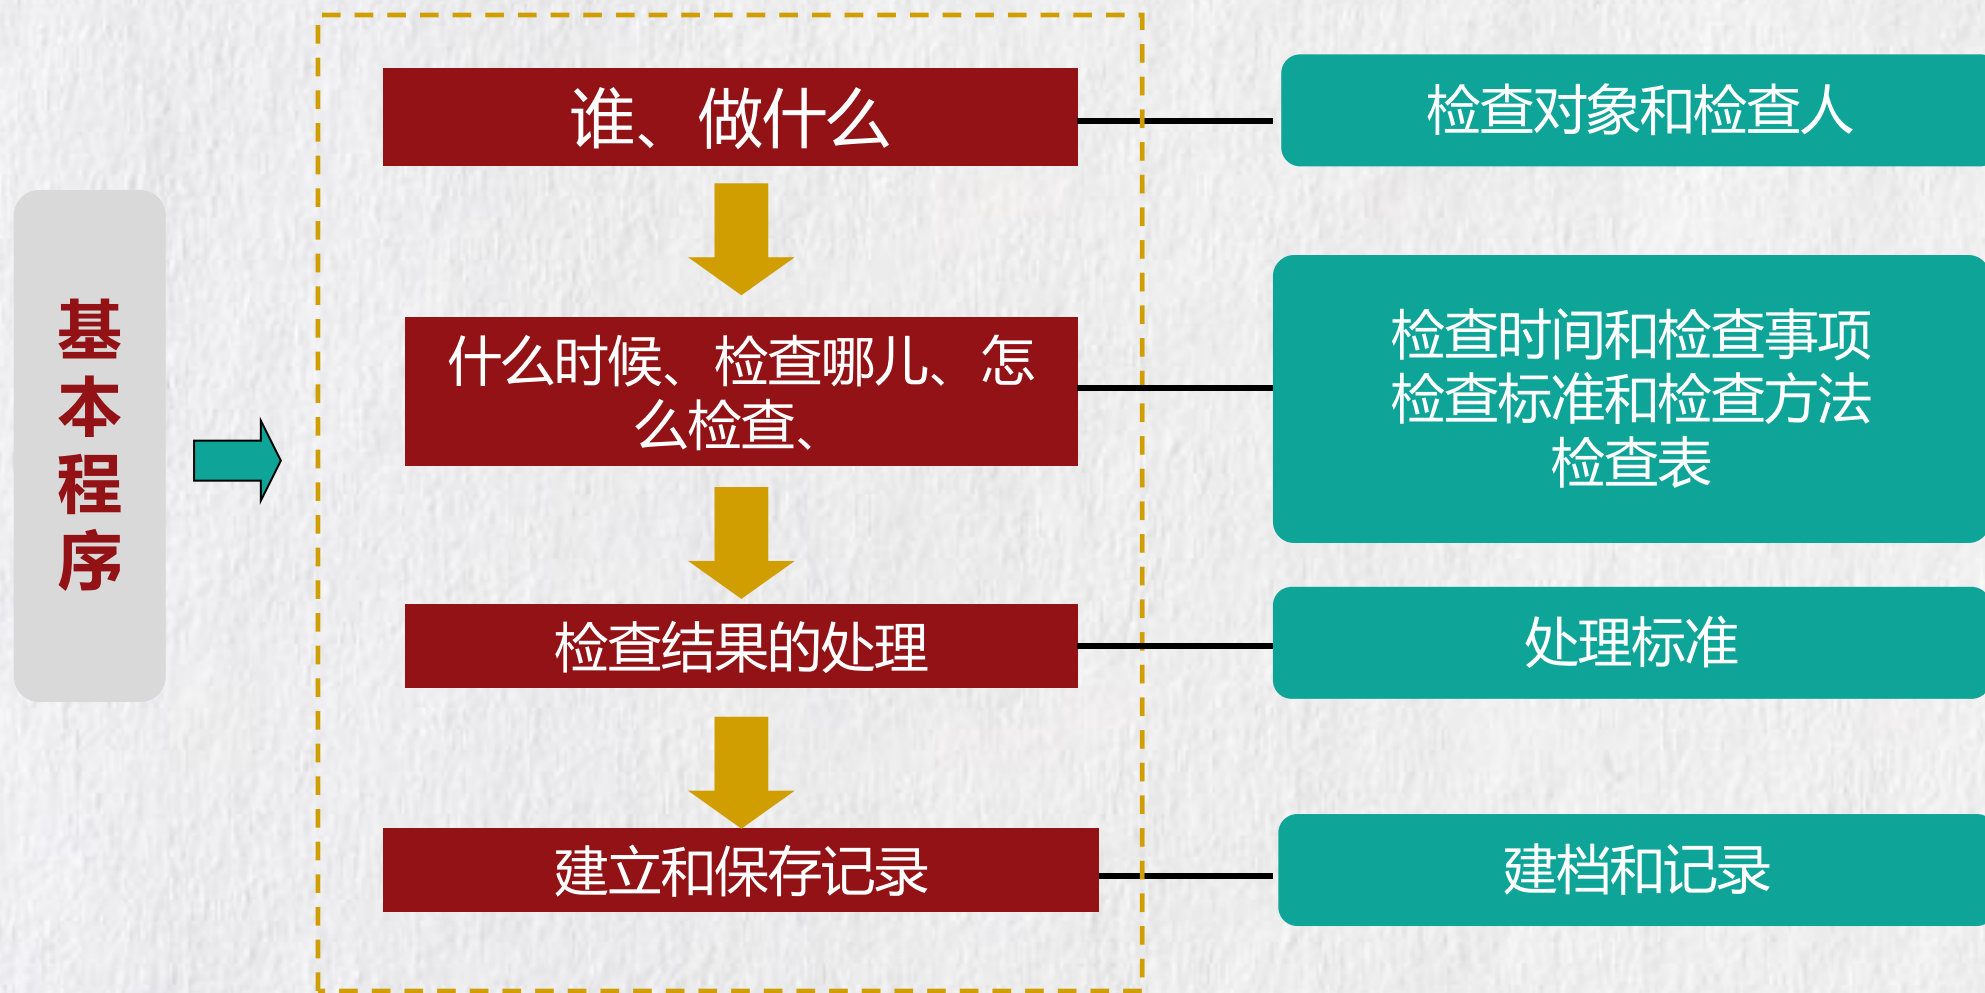 基本程序
谁、做什么
检查对象和检查人
什么时候、检查哪儿、怎
么检查、
检查时间和检查事项
检查标准和检查方法
检查表
检查结果的处理
处理标准
建立和保存记录
建档和记录